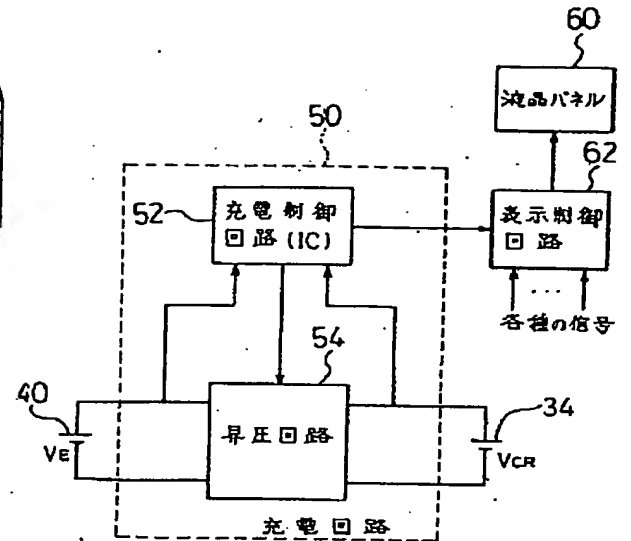 60
液晶パネル
50
62
52
充電制御
回路(IC)
表示制御
回路
...
各種の信号
54
40
VE
昇圧回路
34
VCR
充電回路